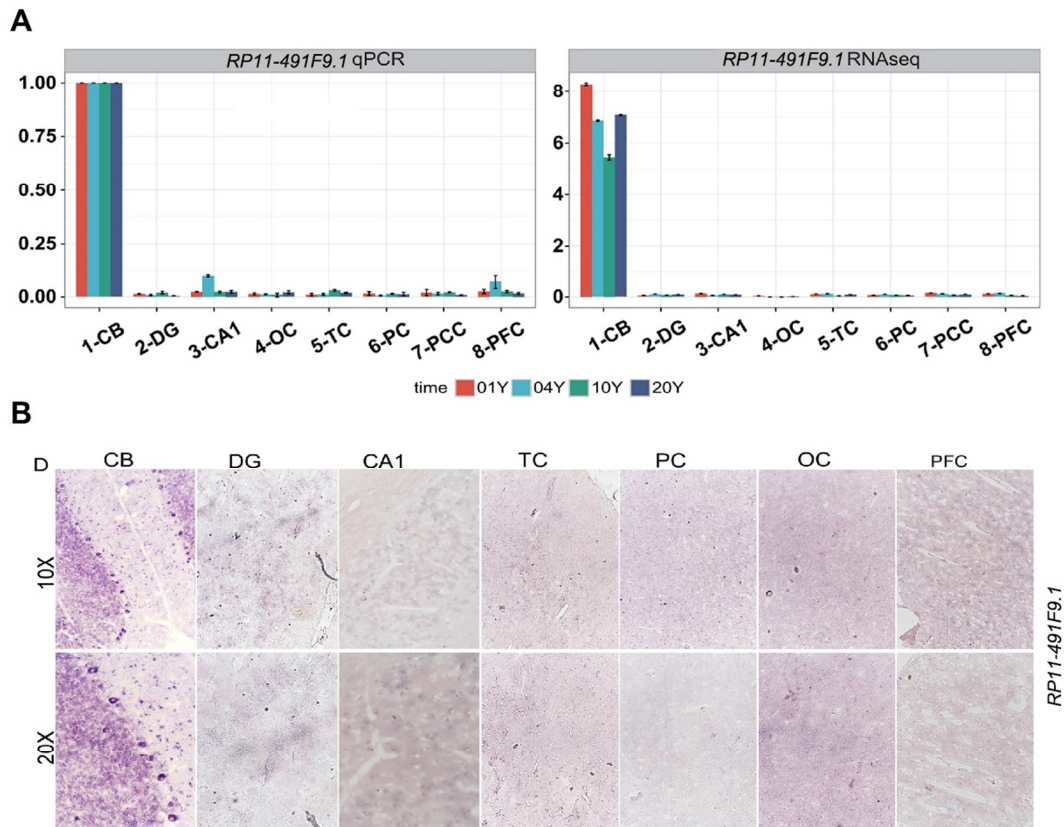 A
RP11-491F9.1 qPCR
1.00
0.75
0.50
0.25
0.00
1-CB 2-DG 3-CA1 4-OC 5-TC 6-PC 7-PCC 8-PFC
RP11-491F9.1 RNAseq
8
6
4
2
0
1-CB 2-DG 3-CA1 4-OC 5-TC 6-PC 7-PCC 8-PFC
time 01Y 04Y 10Y 20Y
B
D CB DG CA1 TC PC OC PFC
10X
20X
RP11-491F9.1